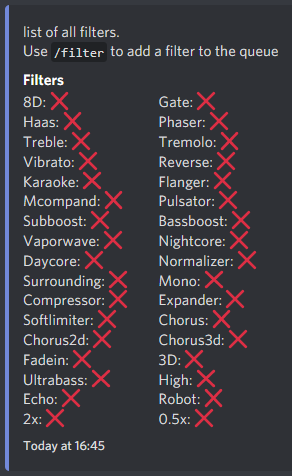 list of all filters.
Use /filter to add a filter to the queue
Filters
8D: ❌ Gate: ❌
Haas: ❌ Phaser: ❌
Treble: ❌ Tremolo: ❌
Vibrato: ❌ Reverse: ❌
Karaoke: ❌ Flanger: ❌
Mcompand: ❌ Pulsator: ❌
Subboost: ❌ Bassboost: ❌
Vaporwave: ❌ Nightcore: ❌
Daycore: ❌ Normalizer: ❌
Surrounding: ❌ Mono: ❌
Compressor: ❌ Expander: ❌
Softlimiter: ❌ Chorus: ❌
Chorus2d: ❌ Chorus3d: ❌
Fadein: ❌ 3D: ❌
Ultrabass: ❌ High: ❌
Echo: ❌ Robot: ❌
2x: ❌ 0.5x: ❌
Today at 16:45